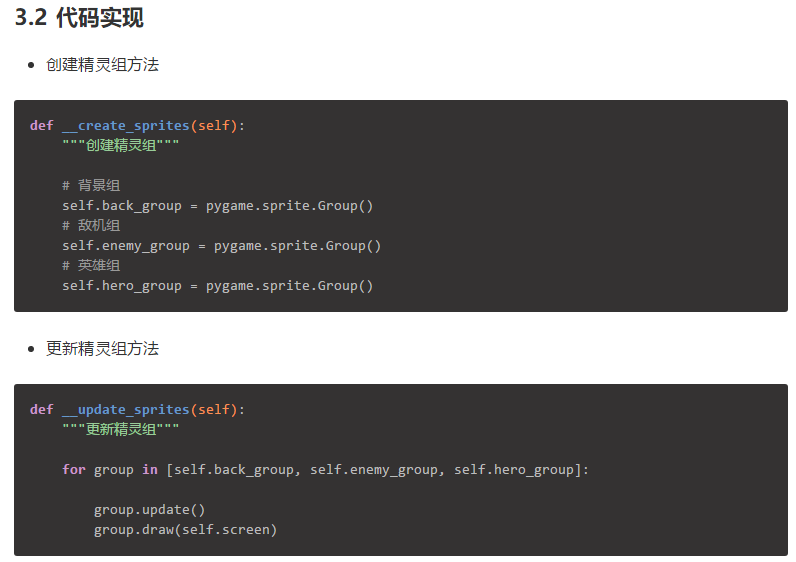 3.2 代码实现
• 创建精灵组方法
def __create_sprites(self):
    """创建精灵组"""
    # 背景组
    self.back_group = pygame.sprite.Group()
    # 敌机组
    self.enemy_group = pygame.sprite.Group()
    # 英雄组
    self.hero_group = pygame.sprite.Group()
• 更新精灵组方法
def __update_sprites(self):
    """更新精灵组"""
    for group in [self.back_group, self.enemy_group, self.hero_group]:
        group.update()
        group.draw(self.screen)